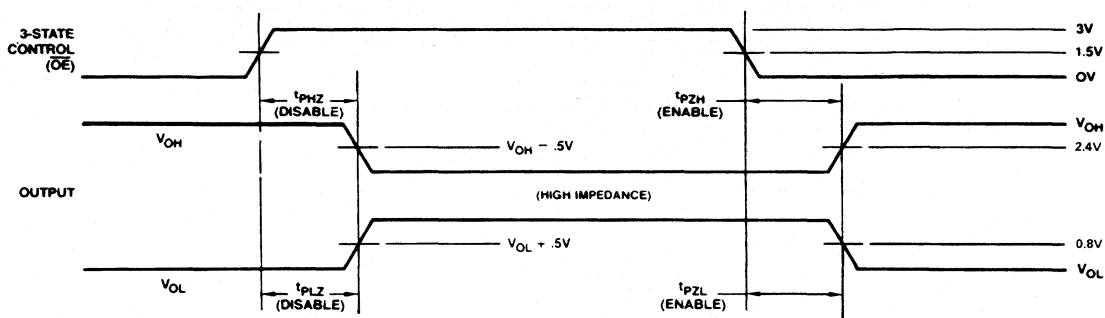 3-STATE
CONTROL
(OE)
3V
1.5V
OV
tPHZ
(DISABLE)
tPZH
(ENABLE)
VOH
VOH − .5V
VOH
2.4V
OUTPUT
(HIGH IMPEDANCE)
VOL + .5V
0.8V
VOL
VOL
tPLZ
(DISABLE)
tPZL
(ENABLE)